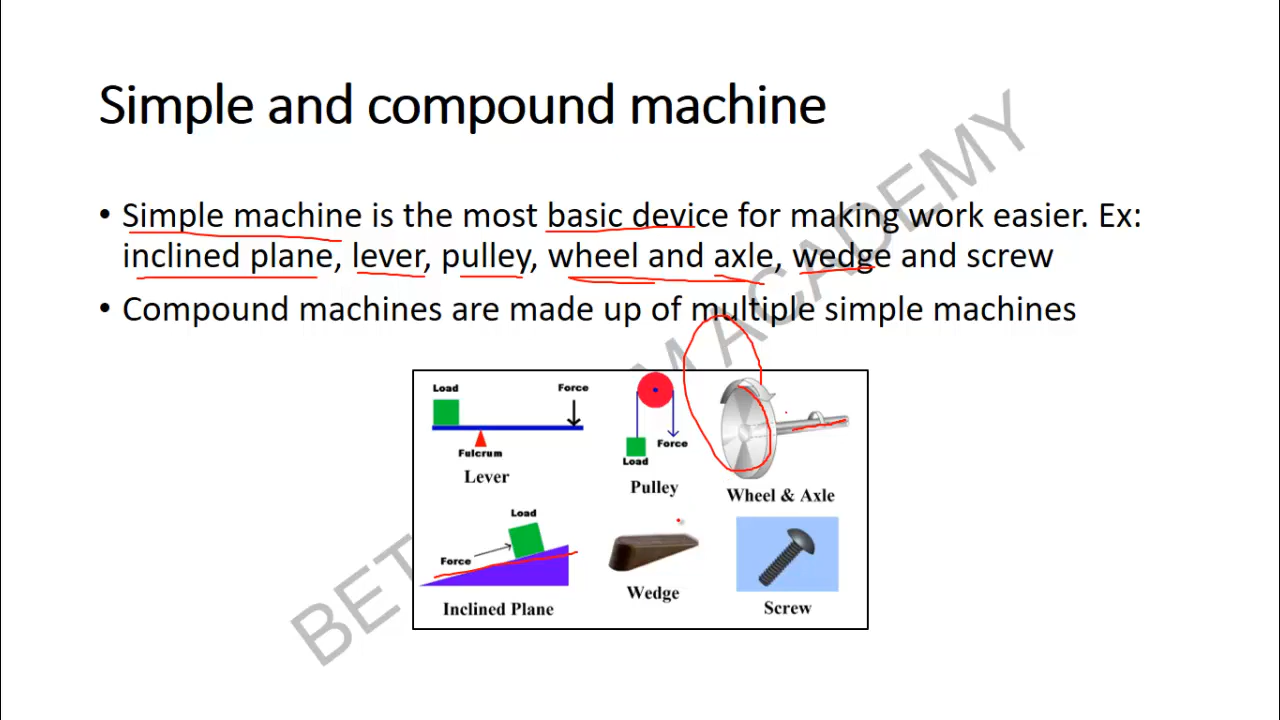 Simple and compound machine
• Simple machine is the most basic device for making work easier. Ex:
inclined plane, lever, pulley, wheel and axle, wedge and screw
• Compound machines are made up of multiple simple machines
Load
Force
Fulcrum
Lever
Force
Load
Pulley
Wheel & Axle
Load
Force
Inclined Plane
Wedge
Screw